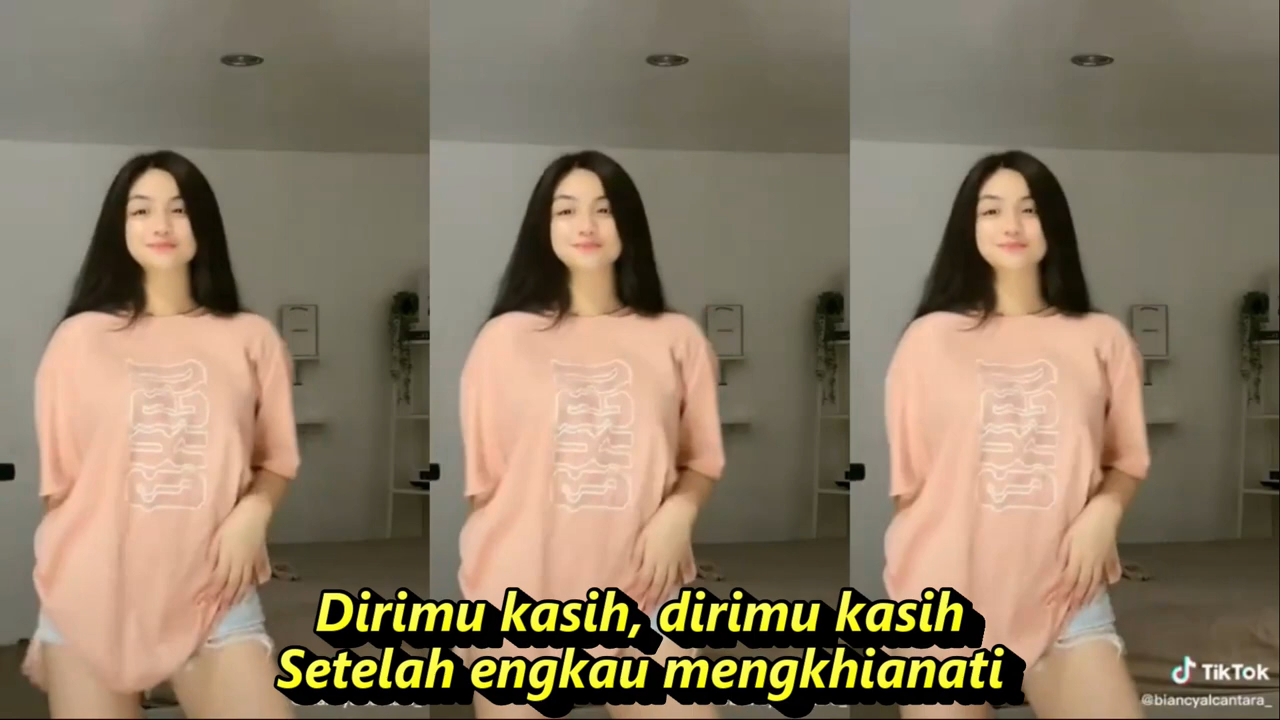 Dirimu kasih, dirimu kasih
Setelah engkau mengkhianati
TikTok
@biancyalcantara_